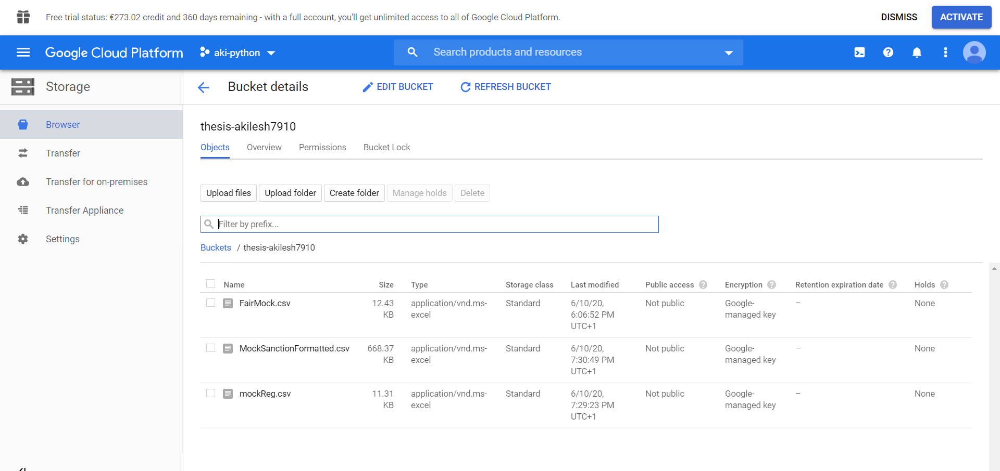 Free trial status: €273.02 credit and 360 days remaining - with a full account, you'll get unlimited access to all of Google Cloud Platform.
DISMISS
ACTIVATE
Google Cloud Platform
aki-python
Search products and resources
Storage
Bucket details
EDIT BUCKET
REFRESH BUCKET
Browser
Transfer
Transfer for on-premises
Transfer Appliance
Settings
thesis-akilesh7910
Objects
Overview
Permissions
Bucket Lock
Upload files
Upload folder
Create folder
Manage holds
Delete
Filter by prefix...
Buckets / thesis-akilesh7910
Name
Size
Type
Storage class
Last modified
Public access
Encryption
Retention expiration date
Holds
FairMock.csv
12.43
KB
application/vnd.ms-
excel
Standard
6/10/20,
6:06:52 PM
UTC+1
Not public
Google-
managed key
–
None
MockSanctionFormatted.csv
668.37
KB
application/vnd.ms-
excel
Standard
6/10/20,
7:30:49 PM
UTC+1
Not public
Google-
managed key
–
None
mockReg.csv
11.31
KB
application/vnd.ms-
excel
Standard
6/10/20,
7:29:23 PM
UTC+1
Not public
Google-
managed key
–
None